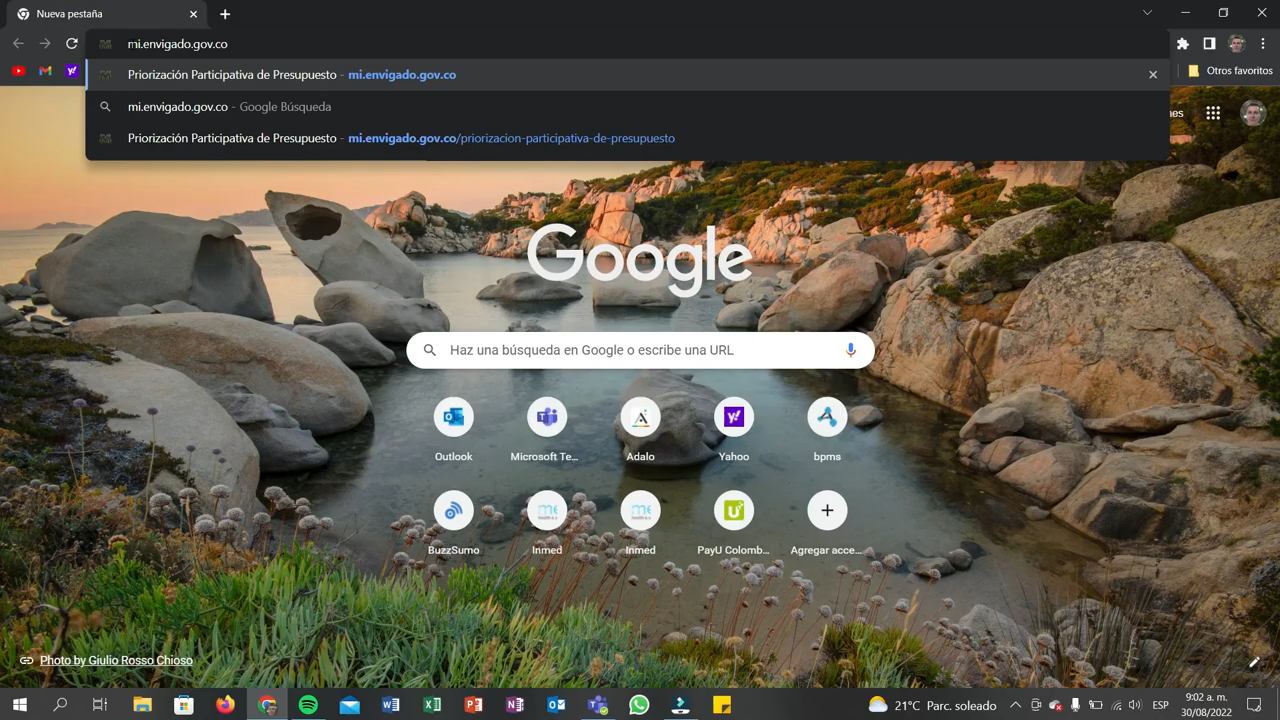 Nueva pestaña
mi.envigado.gov.co
Priorización Participativa de Presupuesto - mi.envigado.gov.co
Otros favoritos
mi.envigado.gov.co - Google Búsqueda
Priorización Participativa de Presupuesto - mi.envigado.gov.co/priorizacion-participativa-de-presupuesto
Google
Haz una búsqueda en Google o escribe una URL
Outlook
Microsoft Te...
Adalo
Yahoo
bpms
BuzzSumo
Inmed
Inmed
PayU Colomb...
Agregar acce...
Photo by Giulio Rosso Chioso
21°C Parc. soleado
ESP
9:02 a. m.
30/08/2022